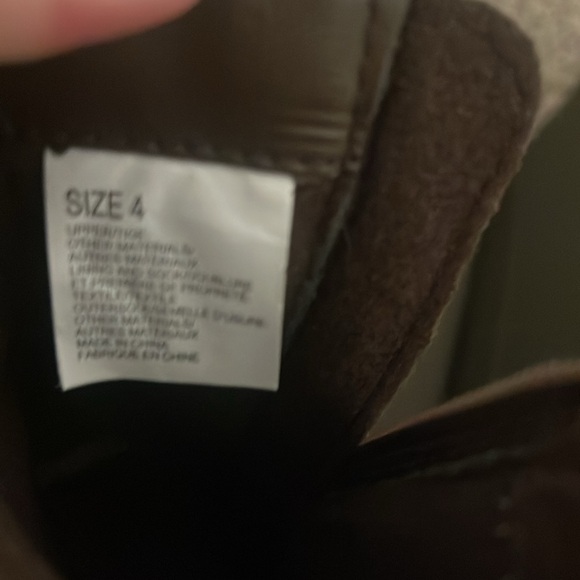 SIZE 4
UPPER/TIGE:
OTHER MATERIALS/
AUTRES MATERIAUX
LINING AND SOCK/DOUBLURE
ET PREMIERE DE PROPRETE:
TEXTILE/TEXTILE
OUTERSOLE/SEMELLE D'USURE:
OTHER MATERIALS/
AUTRES MATERIAUX
MADE IN CHINA
FABRIQUE EN CHINE